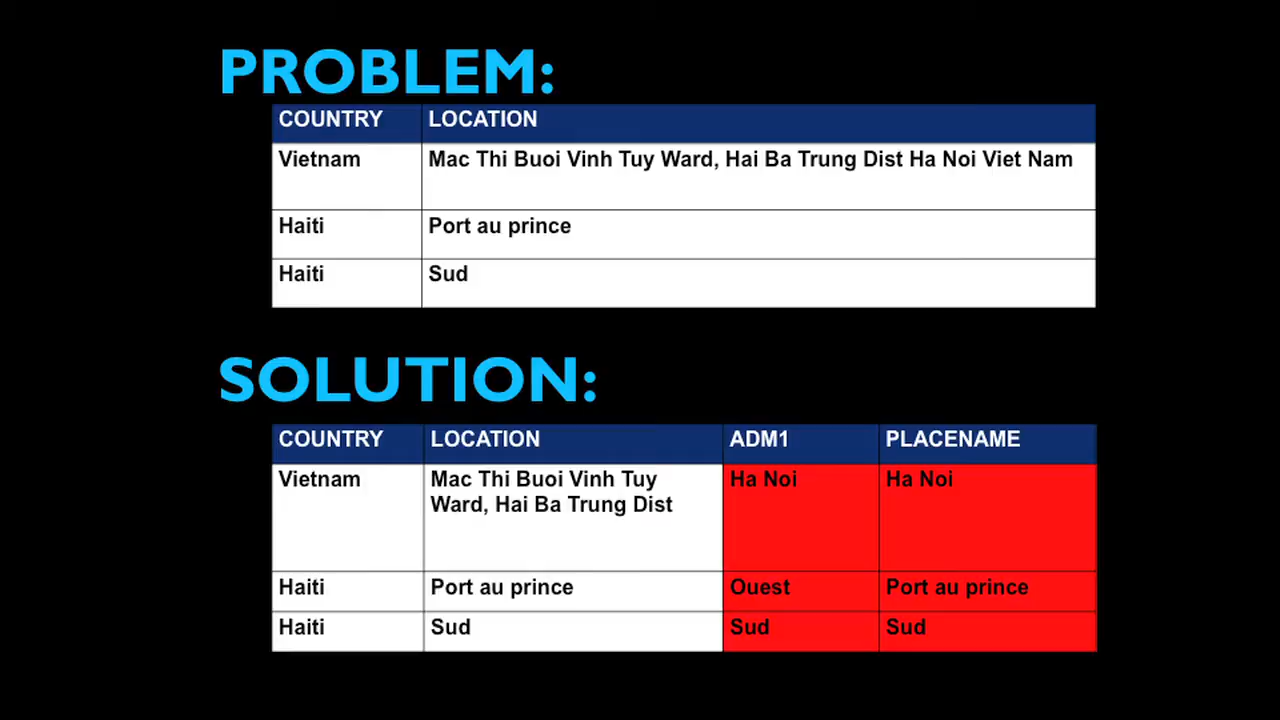 PROBLEM:
COUNTRY LOCATION
Vietnam Mac Thi Buoi Vinh Tuy Ward, Hai Ba Trung Dist Ha Noi Viet Nam
Haiti Port au prince
Haiti Sud
SOLUTION:
COUNTRY LOCATION ADM1 PLACENAME
Vietnam Mac Thi Buoi Vinh Tuy Ha Noi Ha Noi
Ward, Hai Ba Trung Dist
Haiti Port au prince Ouest Port au prince
Haiti Sud Sud Sud